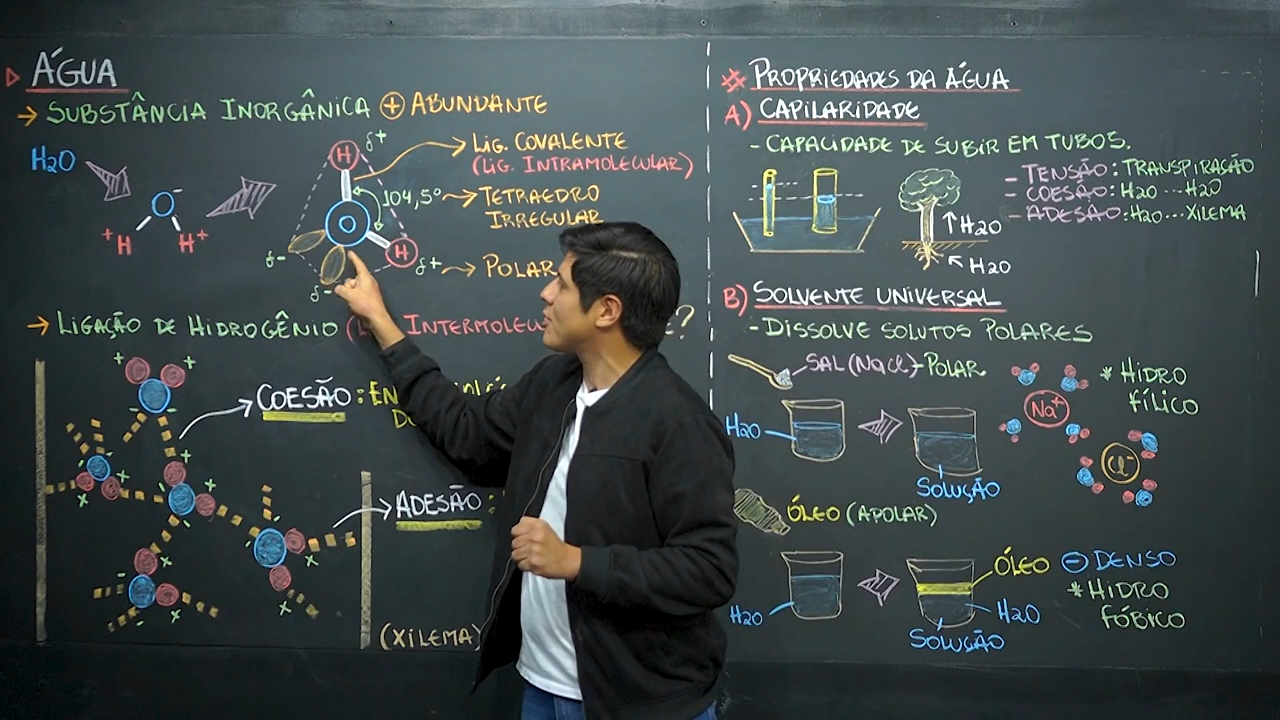 ÁGUA
→ SUBSTÂNCIA INORGÂNICA ⊕ ABUNDANTE
H2O
O
-
+H
H+
H
δ+
O
H
δ+
δ-
δ-
104,5°
→ LIG. COVALENTE
(LIG. INTRAMOLECULAR)
→ TETRAEDRO
IRREGULAR
→ POLAR
→ LIGAÇÃO DE HIDROGÊNIO
?
COESÃO:
ADESÃO:
(XILEMA)
# PROPRIEDADES DA ÁGUA
A) CAPILARIDADE
- CAPACIDADE DE SUBIR EM TUBOS.
- TENSÃO: TRANSPIRAÇÃO
- COESÃO: H2O ... H2O
- ADESÃO: H2O ... XILEMA
↑ H2O
↖ H2O
B) SOLVENTE UNIVERSAL
- DISSOLVE SOLUTOS POLARES
SAL (NaCl) - POLAR
* HIDRO
FÍLICO
Na+
Cl-
H2O
SOLUÇÃO
ÓLEO (APOLAR)
H2O
ÓLEO
H2O
SOLUÇÃO
⊖ DENSO
* HIDRO
FÓBICO